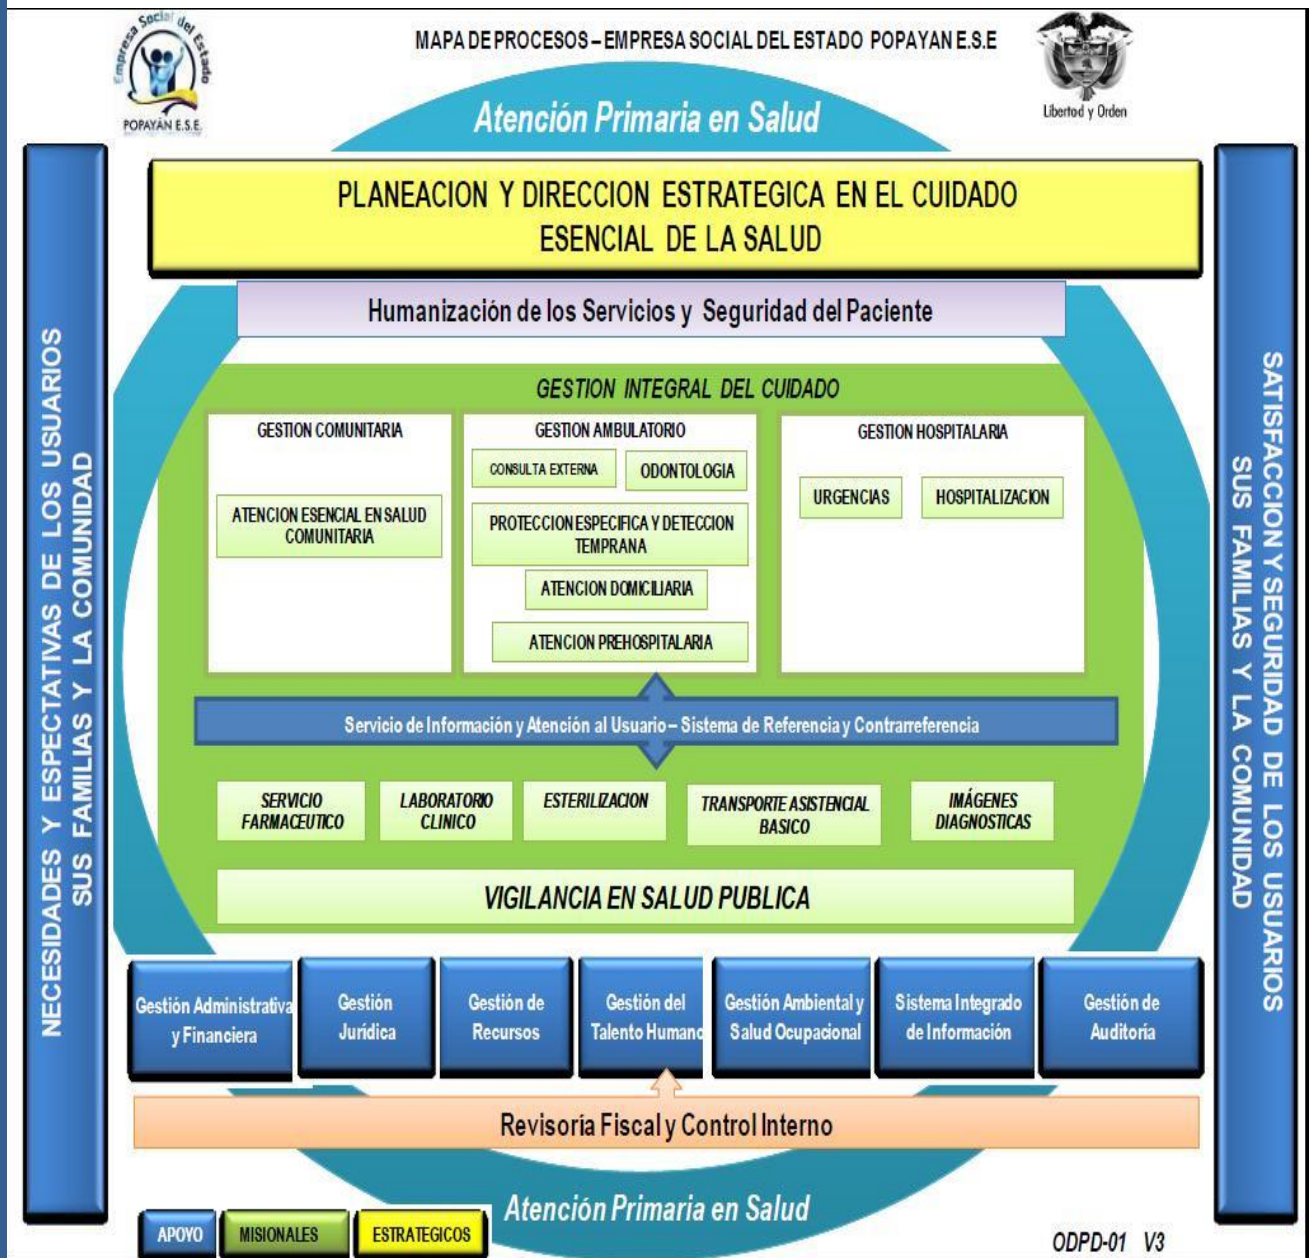 Empresa Social del Estado
POPAYÁN E.S.E.
MAPA DE PROCESOS – EMPRESA SOCIAL DEL ESTADO POPAYAN E.S.E
Libertad y Orden
Atención Primaria en Salud
NECESIDADES Y ESPECTATIVAS DE LOS USUARIOS
SUS FAMILIAS Y LA COMUNIDAD
PLANEACION Y DIRECCION ESTRATEGICA EN EL CUIDADO
ESENCIAL DE LA SALUD
Humanización de los Servicios y Seguridad del Paciente
GESTION INTEGRAL DEL CUIDADO
GESTION COMUNITARIA
ATENCION ESENCIAL EN SALUD
COMUNITARIA
GESTION AMBULATORIO
CONSULTA EXTERNA
ODONTOLOGIA
PROTECCION ESPECIFICA Y DETECCION
TEMPRANA
ATENCION DOMICILIARIA
ATENCION PREHOSPITALARIA
GESTION HOSPITALARIA
URGENCIAS
HOSPITALIZACION
Servicio de Información y Atención al Usuario – Sistema de Referencia y Contrarreferencia
SERVICIO
FARMACEUTICO
LABORATORIO
CLINICO
ESTERILIZACION
TRANSPORTE ASISTENCIAL
BASICO
IMÁGENES
DIAGNOSTICAS
VIGILANCIA EN SALUD PUBLICA
Gestión Administrativa
y Financiera
Gestión
Jurídica
Gestión de
Recursos
Gestión del
Talento Humano
Gestión Ambiental y
Salud Ocupacional
Sistema Integrado
de Información
Gestión de
Auditoría
Revisoría Fiscal y Control Interno
SATISFACCION Y SEGURIDAD DE LOS USUARIOS
SUS FAMILIAS Y LA COMUNIDAD
Atención Primaria en Salud
APOYO
MISIONALES
ESTRATEGICOS
ODPD-01 V3